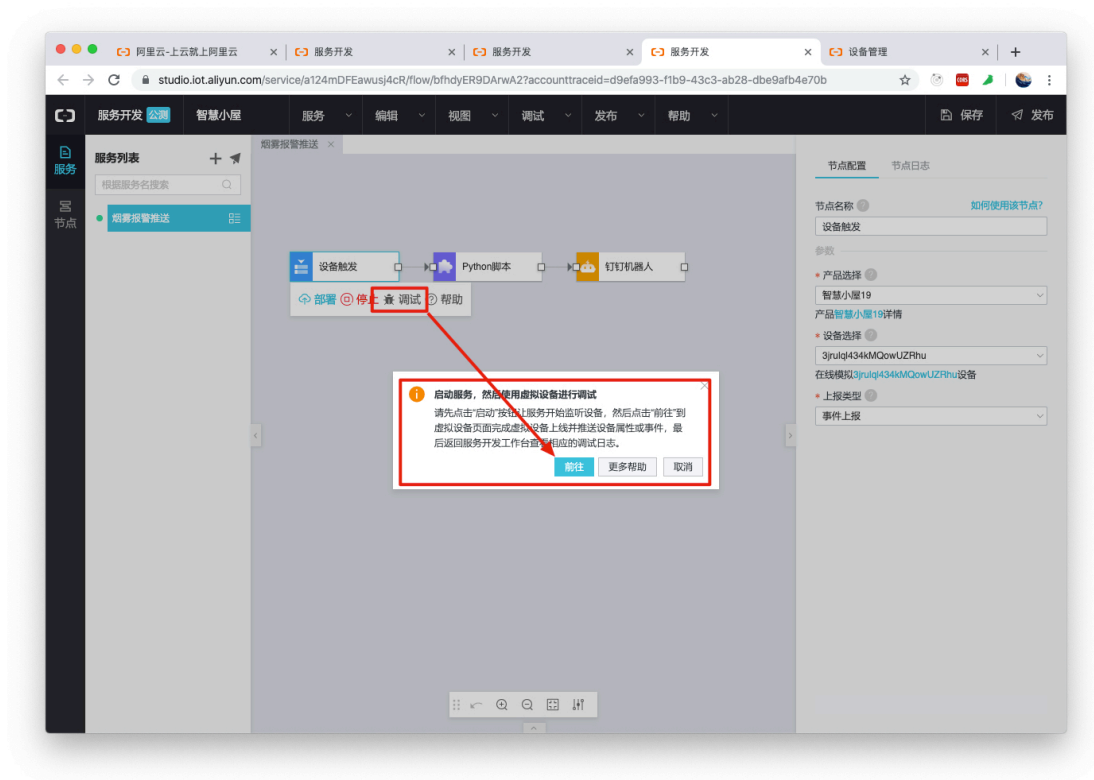 阿里云-上云就上阿里云
服务开发
服务开发
服务开发
设备管理
studio.iot.aliyun.com/service/a124mDFEawusj4cR/flow/bfhdyER9DArwA2?accounttraceid=d9efa993-f1b9-43c3-ab28-dbe9afb4e70b
服务开发 公测
智慧小屋
服务
编辑
视图
调试
发布
帮助
保存
发布
服务
节点
服务列表
根据服务名搜索
烟雾报警推送
烟雾报警推送
设备触发
Python脚本
钉钉机器人
部署 停止 调试 帮助
启动服务，然后使用虚拟设备进行调试
请先点击“启动”按钮让服务开始监听设备，然后点击“前往”到
虚拟设备页面完成虚拟设备上线并推送设备属性或事件，最
后返回服务开发工作台查看相应的调试日志。
前往 更多帮助 取消
节点配置 节点日志
节点名称 如何使用该节点?
设备触发
参数
* 产品选择
智慧小屋19
产品智慧小屋19详情
* 设备选择
3jrulqI434kMQowUZRhu
在线模拟3jrulqI434kMQowUZRhu设备
* 上报类型
事件上报